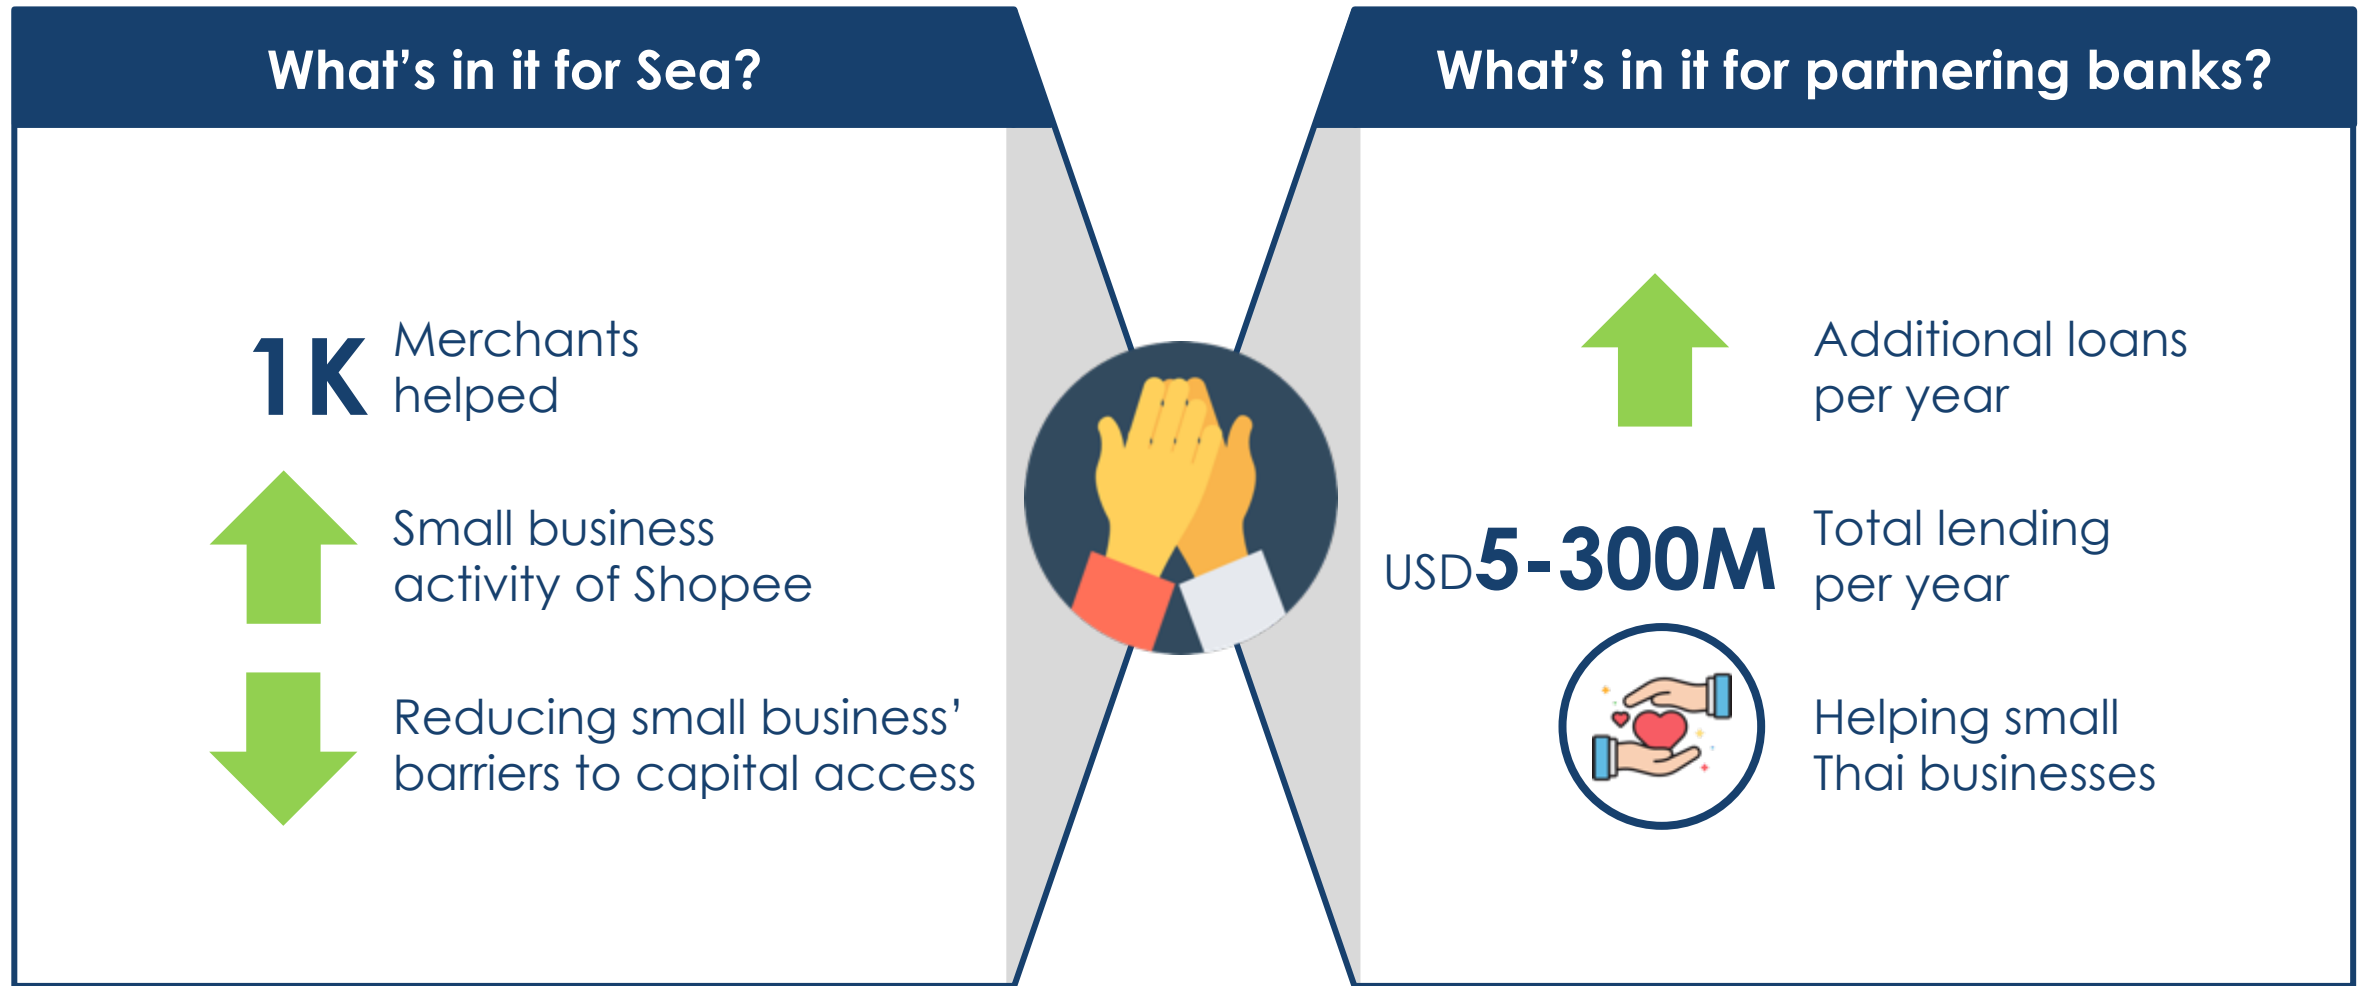 What's in it for Sea?
1K Merchants
helped
Small business
activity of Shopee
Reducing small business'
barriers to capital access
What's in it for partnering banks?
Additional loans
per year
USD5-300M Total lending
per year
Helping small
Thai businesses